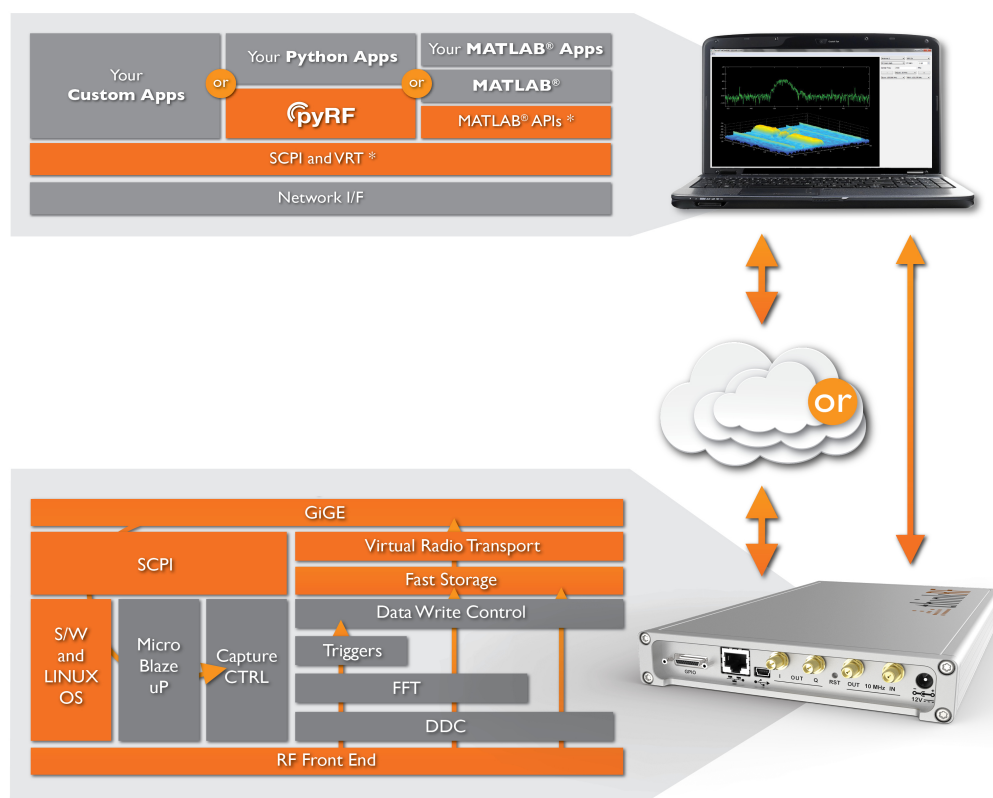 Your
Custom Apps
or
Your Python Apps
pyRF
or
Your MATLAB® Apps
MATLAB®
MATLAB® APIs *
SCPI and VRT *
Network I/F
or
GiGE
SCPI
Virtual Radio Transport
Fast Storage
S/W
and
LINUX
OS
Micro
Blaze
uP
Capture
CTRL
Data Write Control
Triggers
FFT
DDC
RF Front End
GPIO
I OUT Q RST OUT 10 MHz IN
12V